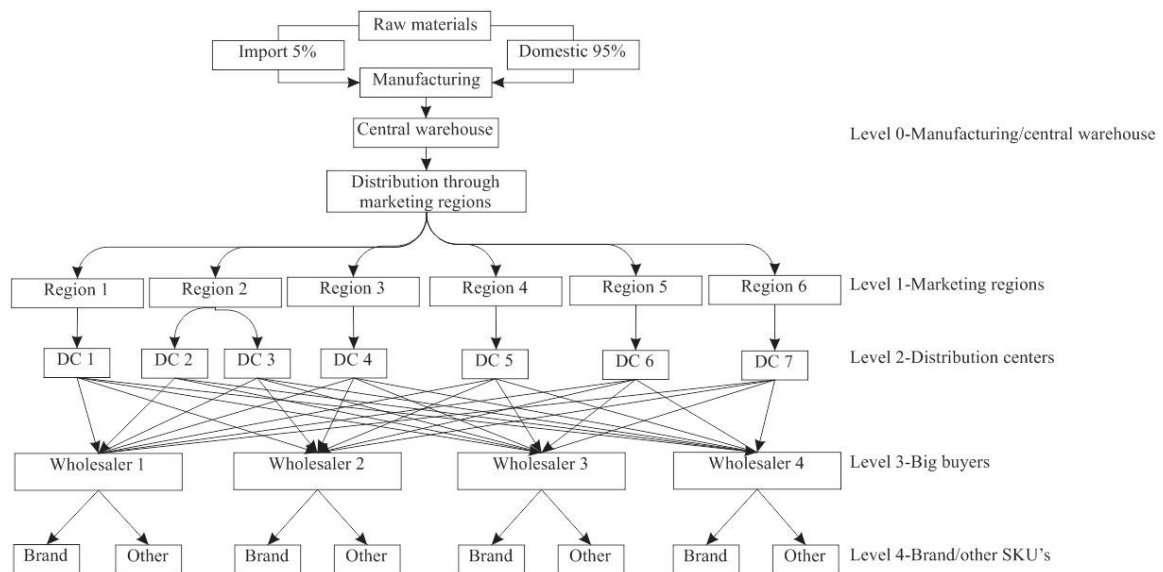 Raw materials
Import 5%
Domestic 95%
Manufacturing
Central warehouse
Level 0-Manufacturing/central warehouse
Distribution through
marketing regions
Region 1
Region 2
Region 3
Region 4
Region 5
Region 6
Level 1-Marketing regions
DC 1
DC 2
DC 3
DC 4
DC 5
DC 6
DC 7
Level 2-Distribution centers
Wholesaler 1
Wholesaler 2
Wholesaler 3
Wholesaler 4
Level 3-Big buyers
Brand
Other
Brand
Other
Brand
Other
Brand
Other
Level 4-Brand/other SKU's